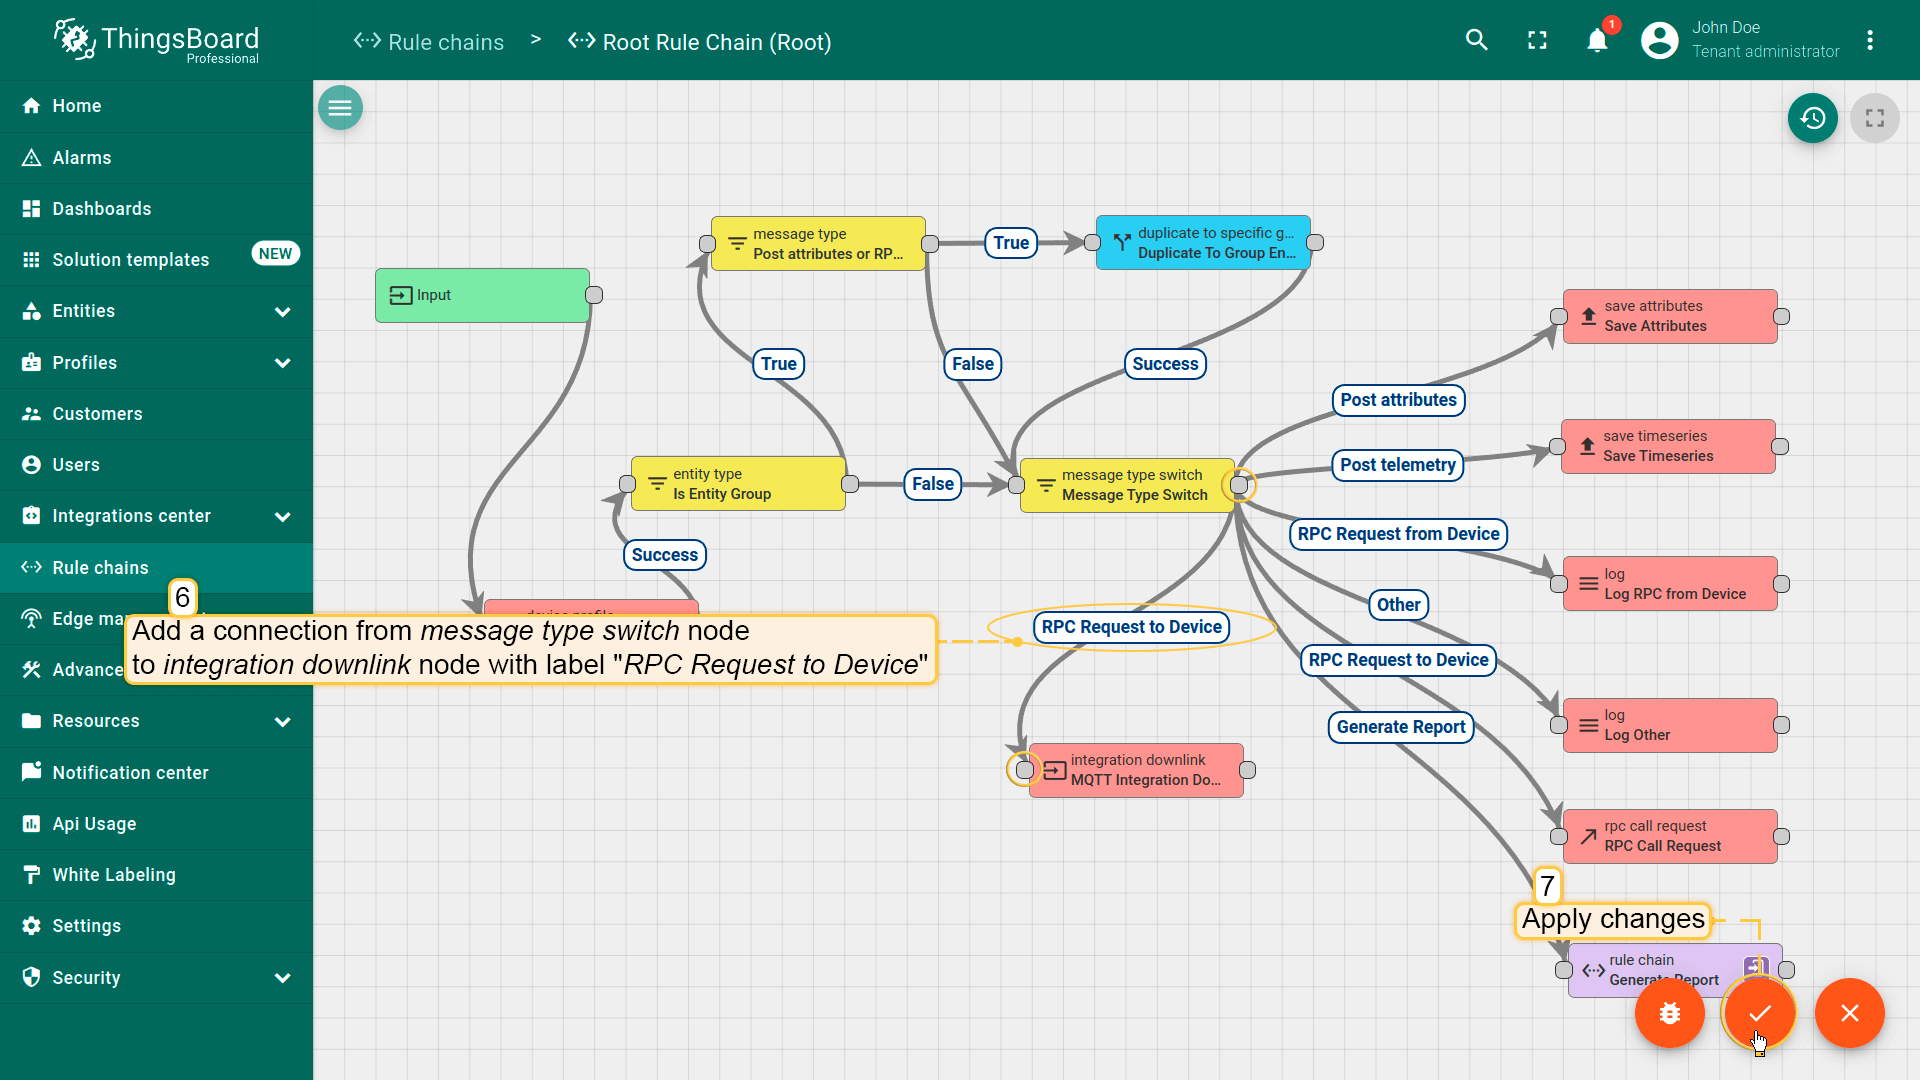 ThingsBoard
Professional
Rule chains > Root Rule Chain (Root)
1
John Doe
Tenant administrator
Home
Alarms
Dashboards
Solution templates NEW
Entities
Profiles
Customers
Users
Integrations center
Rule chains
Edge ma
Advance
Resources
Notification center
Api Usage
White Labeling
Settings
Security
Input
message type
Post attributes or RP...
True
duplicate to specific g...
Duplicate To Group En...
True
False
Success
entity type
Is Entity Group
False
message type switch
Message Type Switch
Success
Post attributes
Post telemetry
RPC Request from Device
Other
RPC Request to Device
RPC Request to Device
Generate Report
save attributes
Save Attributes
save timeseries
Save Timeseries
log
Log RPC from Device
log
Log Other
rpc call request
RPC Call Request
rule chain
Generate Report
integration downlink
MQTT Integration Do...
6
Add a connection from message type switch node
to integration downlink node with label "RPC Request to Device"
7
Apply changes